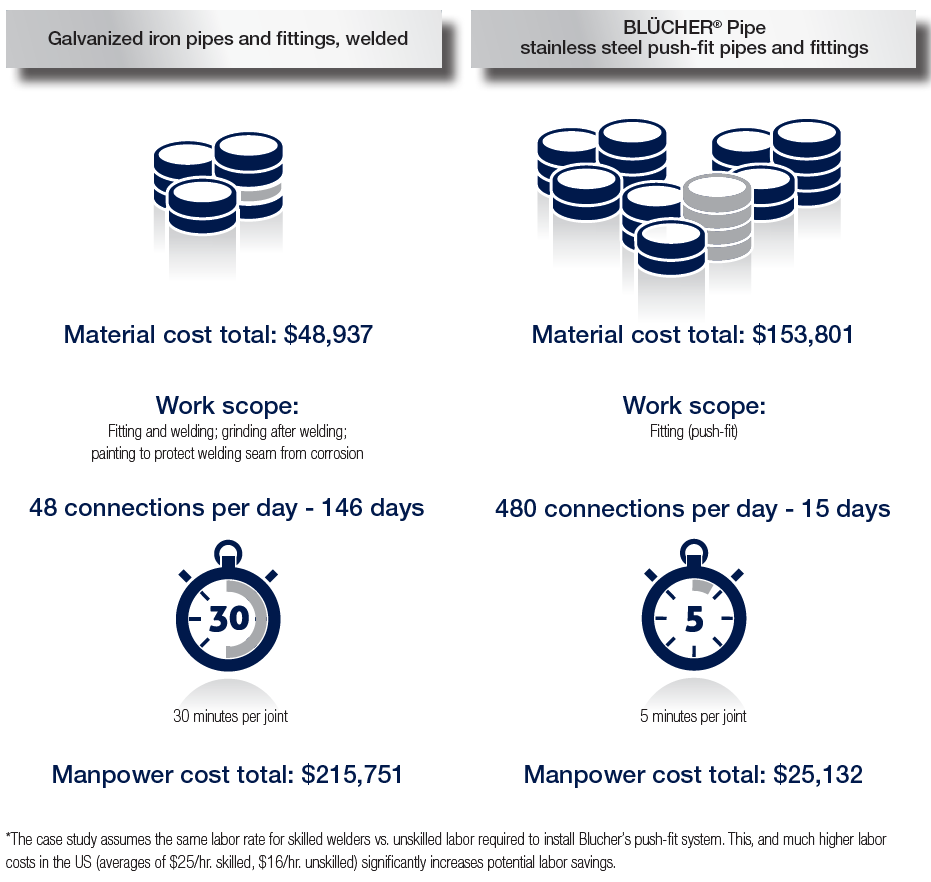 Galvanized iron pipes and fittings, welded
BLÜCHER® Pipe
stainless steel push-fit pipes and fittings
Material cost total: $48,937
Material cost total: $153,801
Work scope:
Fitting and welding; grinding after welding;
painting to protect welding seam from corrosion
Work scope:
Fitting (push-fit)
48 connections per day - 146 days
480 connections per day - 15 days
30
5
30 minutes per joint
5 minutes per joint
Manpower cost total: $215,751
Manpower cost total: $25,132
*The case study assumes the same labor rate for skilled welders vs. unskilled labor required to install Blucher's push-fit system. This, and much higher labor
costs in the US (averages of $25/hr. skilled, $16/hr. unskilled) significantly increases potential labor savings.